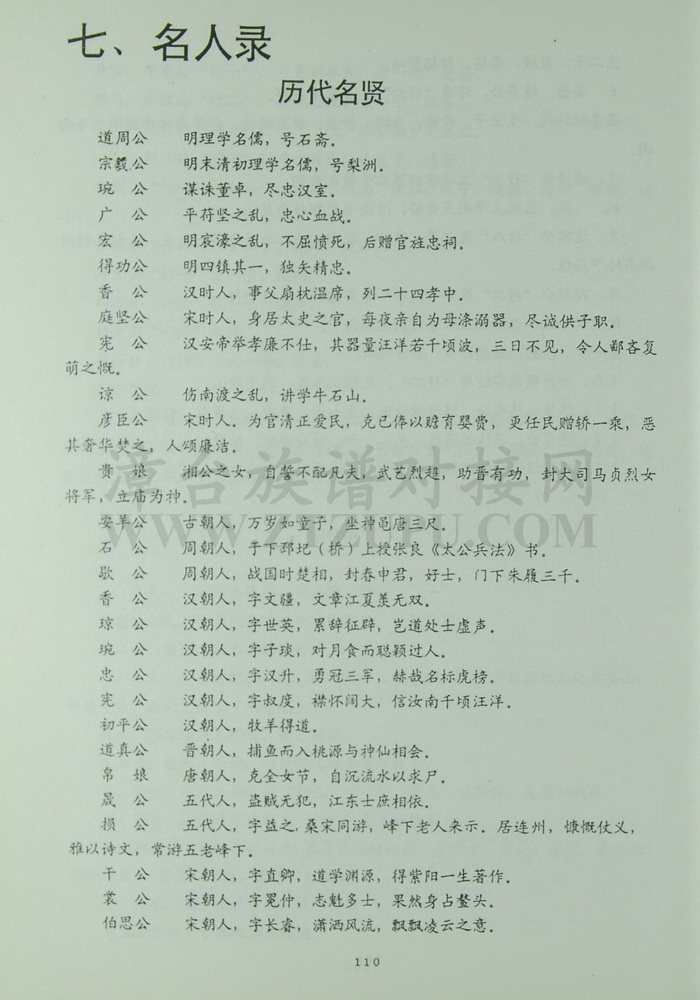 七、名人录
历代名贤
道周公 明理学名儒，号石斋。
宗羲公 明末清初理学名儒，号梨洲。
琬 公 谋诛董卓，尽忠汉室。
广 公 平苻坚之乱，忠心血战。
宏 公 明宸濠之乱，不屈愤死，后赠官旌忠祠。
得功公 明四镇其一，独矢精忠。
香 公 汉时人，事父扇枕温席，列二十四孝中。
庭坚公 宋时人，身居太史之官，每夜亲自为母涤溺器，尽诚供子职。
宪 公 汉安帝举孝廉不仕，其器量汪洋若千顷波，三日不见，令人鄙吝复
萌之慨。
谅 公 伤南渡之乱，讲学牛石山。
彦臣公 宋时人．为官清正爱民，克已俸以赡育婴费，更任民赠轿一乘，恶
其奢华焚之，人颂廉洁．
贵 娘 湘公之女，自誓不配凡夫，武艺烈超，助晋有功，封大司马贞烈女
将军，立庙为神．
安羊公 古朝人，万岁如童子，坐神黾唐三尺．
石 公 周朝人，于下邳圯（桥）上授张良《太公兵法》书．
歇 公 周朝人，战国时楚相，封春申君，好士，门下朱履三千．
香 公 汉朝人，字文疆，文章江夏羡无双．
琼 公 汉朝人，字世英，累辞征辟，岂道处士虚声．
琬 公 汉朝人，字子琰，对月食而聪颖过人．
忠 公 汉朝人，字汉升，勇冠三军，赫哉名标虎榜．
宪 公 汉朝人，字叔度，襟怀阔大，信汝南千顷汪洋．
初平公 汉朝人，牧羊得道．
道真公 晋朝人，捕鱼而入桃源与神仙相会．
帛 娘 唐朝人，克全女节，自沉流水以求尸．
晟 公 五代人，盗贼无犯，江东士庶相依．
损 公 五代人，字益之，桑宋同游，峰下老人来示．居连州，慷慨仗义，
雅以诗文，常游五老峰下．
干 公 宋朝人，字直卿，道学渊源，得紫阳一生著作．
裳 公 宋朝人，字冕仲，志魁多士，果然身占鳌头．
伯思公 宋朝人，字长睿，潇洒风流，飘飘凌云之意．
110